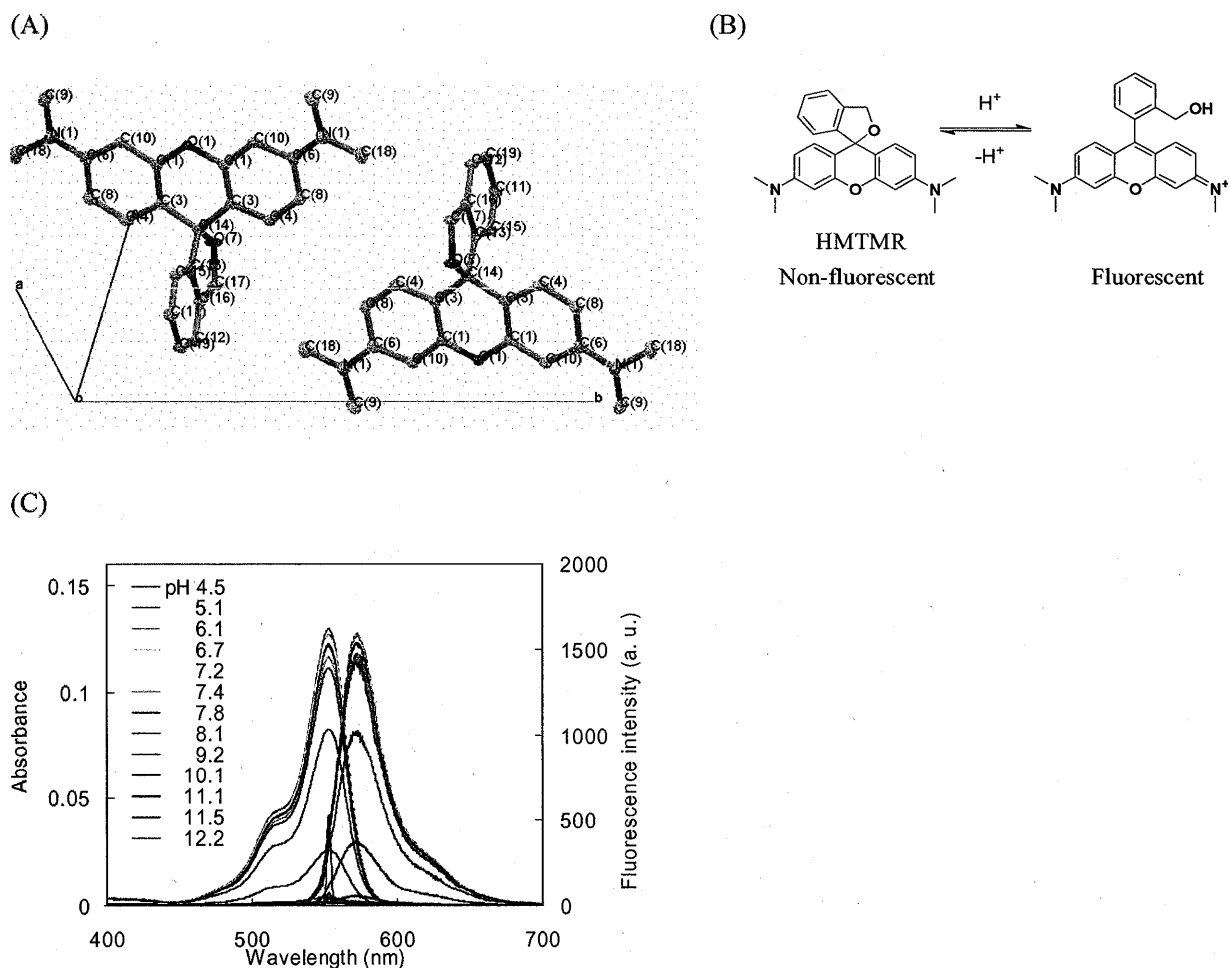 (A)
(B)
C(9)
C(9)
N(1)
C(10)
O(1)
C(10)
N(1)
C(18)
C(6)
C(1)
C(1)
C(6)
C(18)
C(8)
C(3)
C(3)
C(8)
C(4)
C(14)
C(4)
O(7)
C(17)
C(16)
C(12)
C(19)
C(11)
C(15)
C(14)
C(4)
C(4)
C(8)
C(3)
C(8)
C(18)
C(6)
C(1)
C(1)
C(6)
C(18)
N(1)
C(10)
O(1)
C(10)
N(1)
C(9)
C(9)
a
b
O
N
O
N
H+
-H+
OH
N
O
N+
HMTMR
Non-fluorescent
Fluorescent
(C)
pH 4.5
5.1
6.1
6.7
7.2
7.4
7.8
8.1
9.2
10.1
11.1
11.5
12.2
0.15
0.1
0.05
0
Absorbance
2000
1500
1000
500
0
Fluorescence intensity (a. u.)
400
500
600
700
Wavelength (nm)